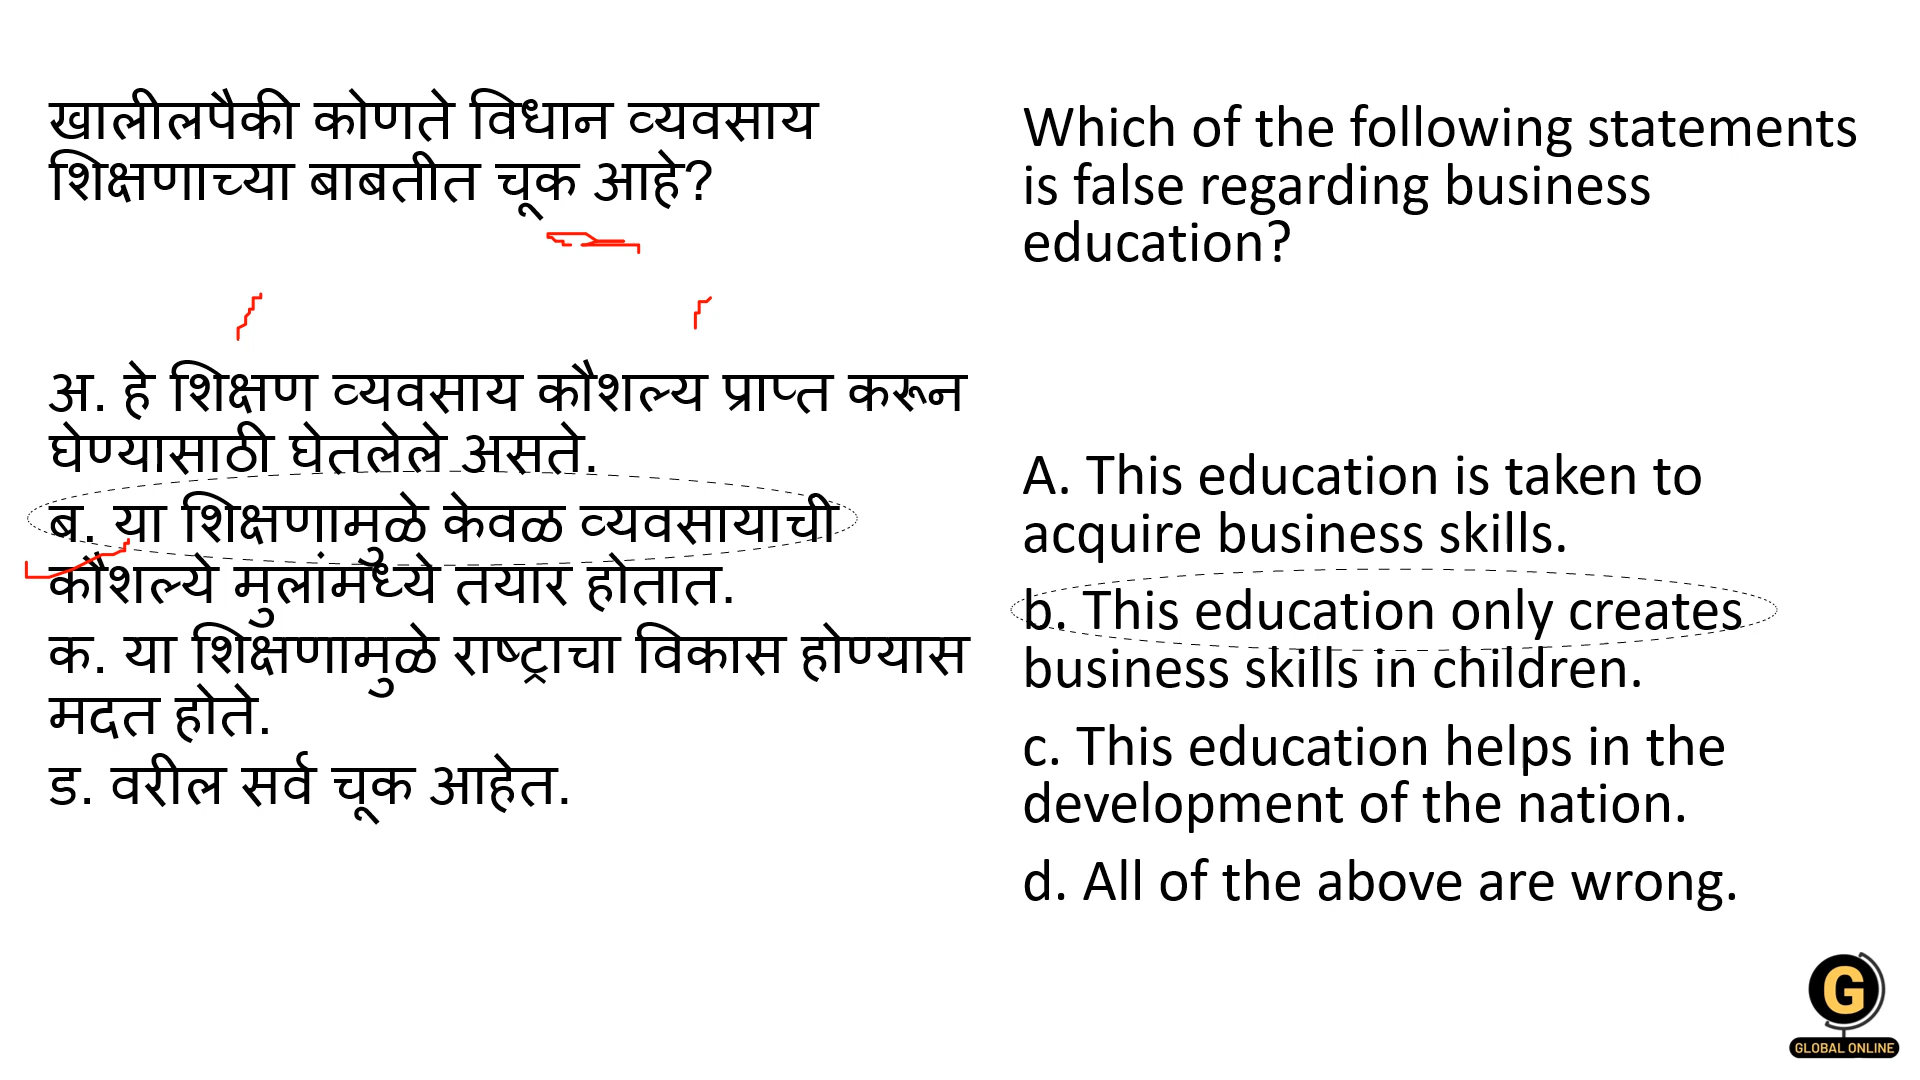 खालीलपैकी कोणते विधान व्यवसाय
शिक्षणाच्या बाबतीत चूक आहे?
अ. हे शिक्षण व्यवसाय कौशल्य प्राप्त करून
घेण्यासाठी घेतलेले असते.
ब. या शिक्षणामुळे केवळ व्यवसायाची
कौशल्ये मुलांमध्ये तयार होतात.
क. या शिक्षणामुळे राष्ट्राचा विकास होण्यास
मदत होते.
ड. वरील सर्व चूक आहेत.
Which of the following statements
is false regarding business
education?
A. This education is taken to
acquire business skills.
b. This education only creates
business skills in children.
c. This education helps in the
development of the nation.
d. All of the above are wrong.
G
GLOBAL ONLINE